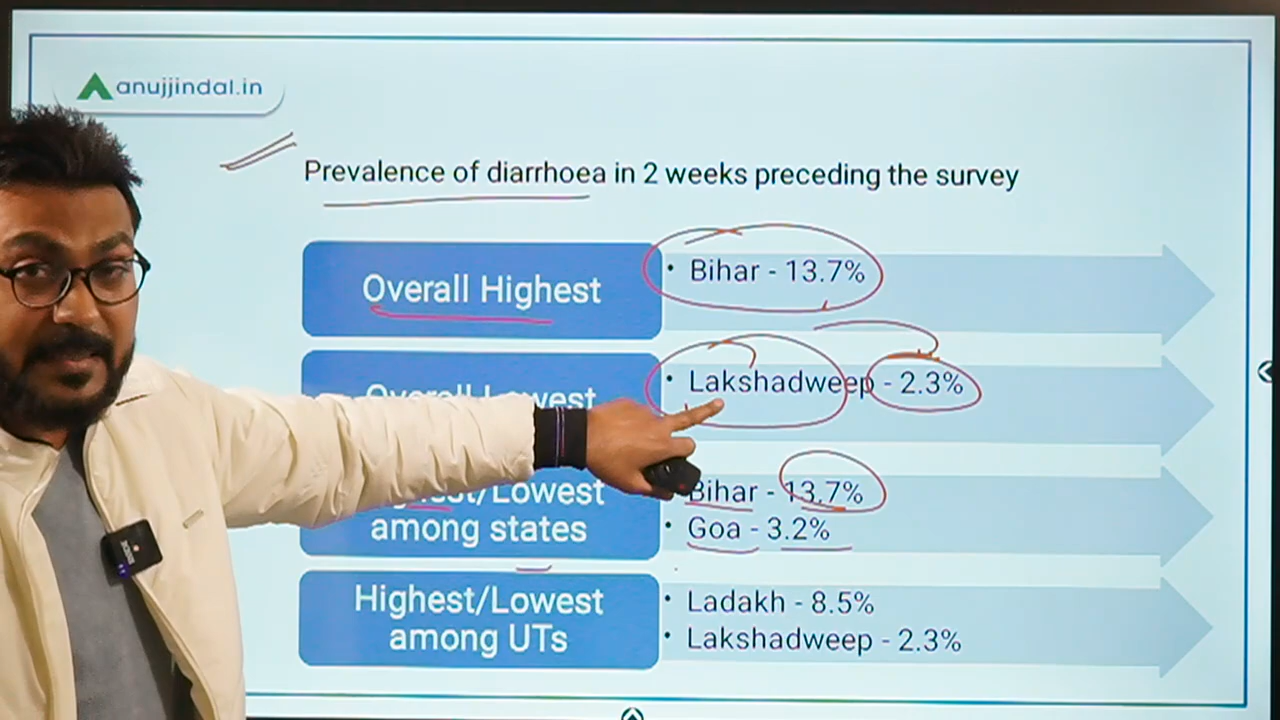 anujjindal.in
Prevalence of diarrhoea in 2 weeks preceding the survey
Overall Highest
• Bihar - 13.7%
• Lakshadweep - 2.3%
/Lowest
among states
• Bihar - 13.7%
• Goa - 3.2%
Highest/Lowest
among UTs
• Ladakh - 8.5%
• Lakshadweep - 2.3%